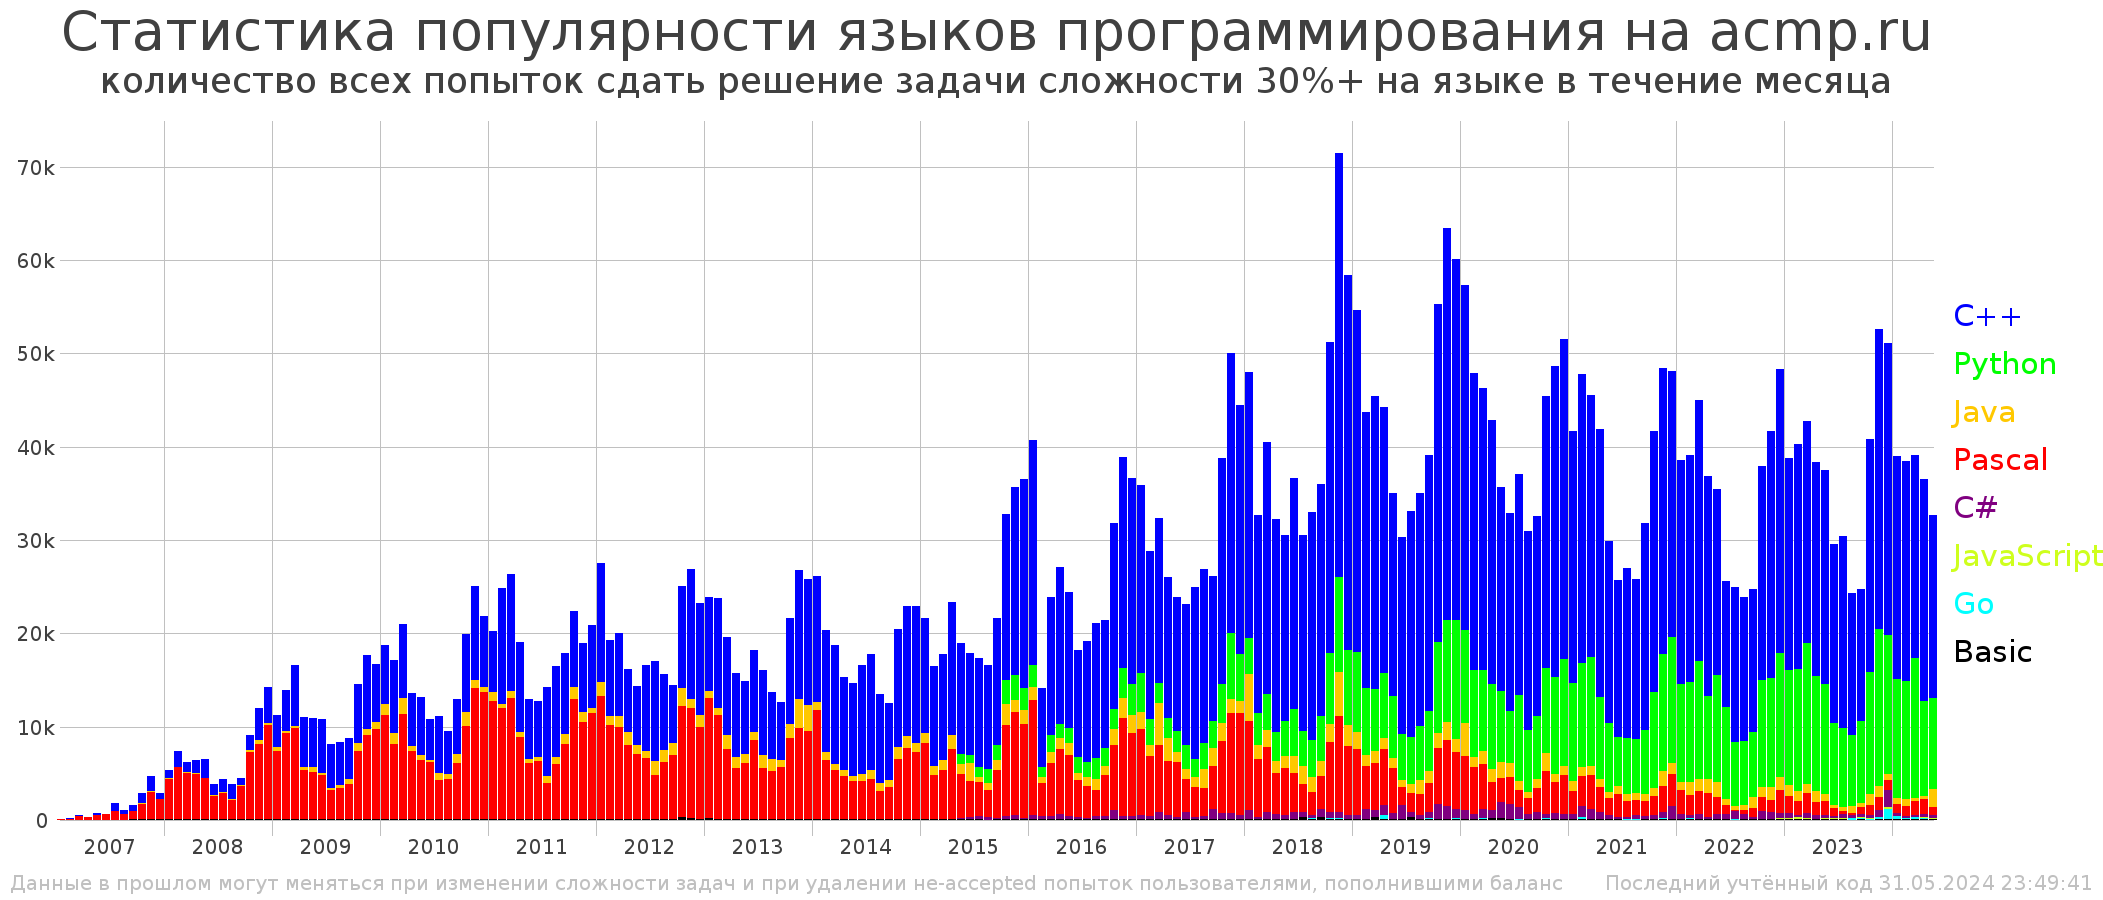 Статистика популярности языков программирования на acmp.ru
количество всех попыток сдать решение задачи сложности 30%+ на языке в течение месяца
70k
60k
50k
40k
30k
20k
10k
0
C++
Python
Java
Pascal
C#
JavaScript
Go
Basic
2007 2008 2009 2010 2011 2012 2013 2014 2015 2016 2017 2018 2019 2020 2021 2022 2023
Данные в прошлом могут меняться при изменении сложности задач и при удалении не-accepted попыток пользователями, пополнившими баланс Последний учтённый код 31.05.2024 23:49:41